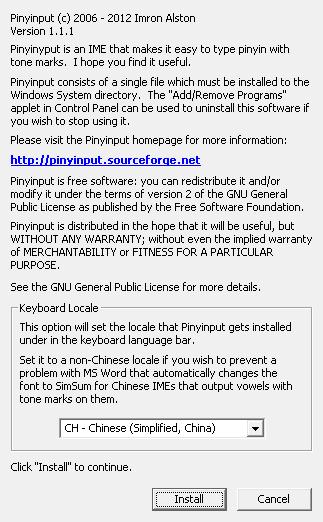 Pinyinput (c) 2006 - 2012 Imron Alston
Version 1.1.1
Pinyinyput is an IME that makes it easy to type pinyin with
tone marks.  I hope you find it useful.
Pinyinput consists of a single file which must be installed to the
Windows System directory.  The "Add/Remove Programs"
applet in Control Panel can be used to uninstall this software if
you wish to stop using it.
Please visit the Pinyinput homepage for more information:
http://pinyinput.sourceforge.net
Pinyinput is free software: you can redistribute it and/or
modify it under the terms of version 2 of the GNU General
Public License as published by the Free Software Foundation.
Pinyinput is distributed in the hope that it will be useful, but
WITHOUT ANY WARRANTY; without even the implied warranty
of MERCHANTABILITY or FITNESS FOR A PARTICULAR
PURPOSE.
See the GNU General Public License for more details.
Keyboard Locale
This option will set the locale that Pinyinput gets installed
under in the keyboard language bar.
Set it to a non-Chinese locale if you wish to prevent a
problem with MS Word that automatically changes the
font to SimSum for Chinese IMEs that output vowels with
tone marks on them.
CH - Chinese (Simplified, China)
Click "Install" to continue.
Install
Cancel